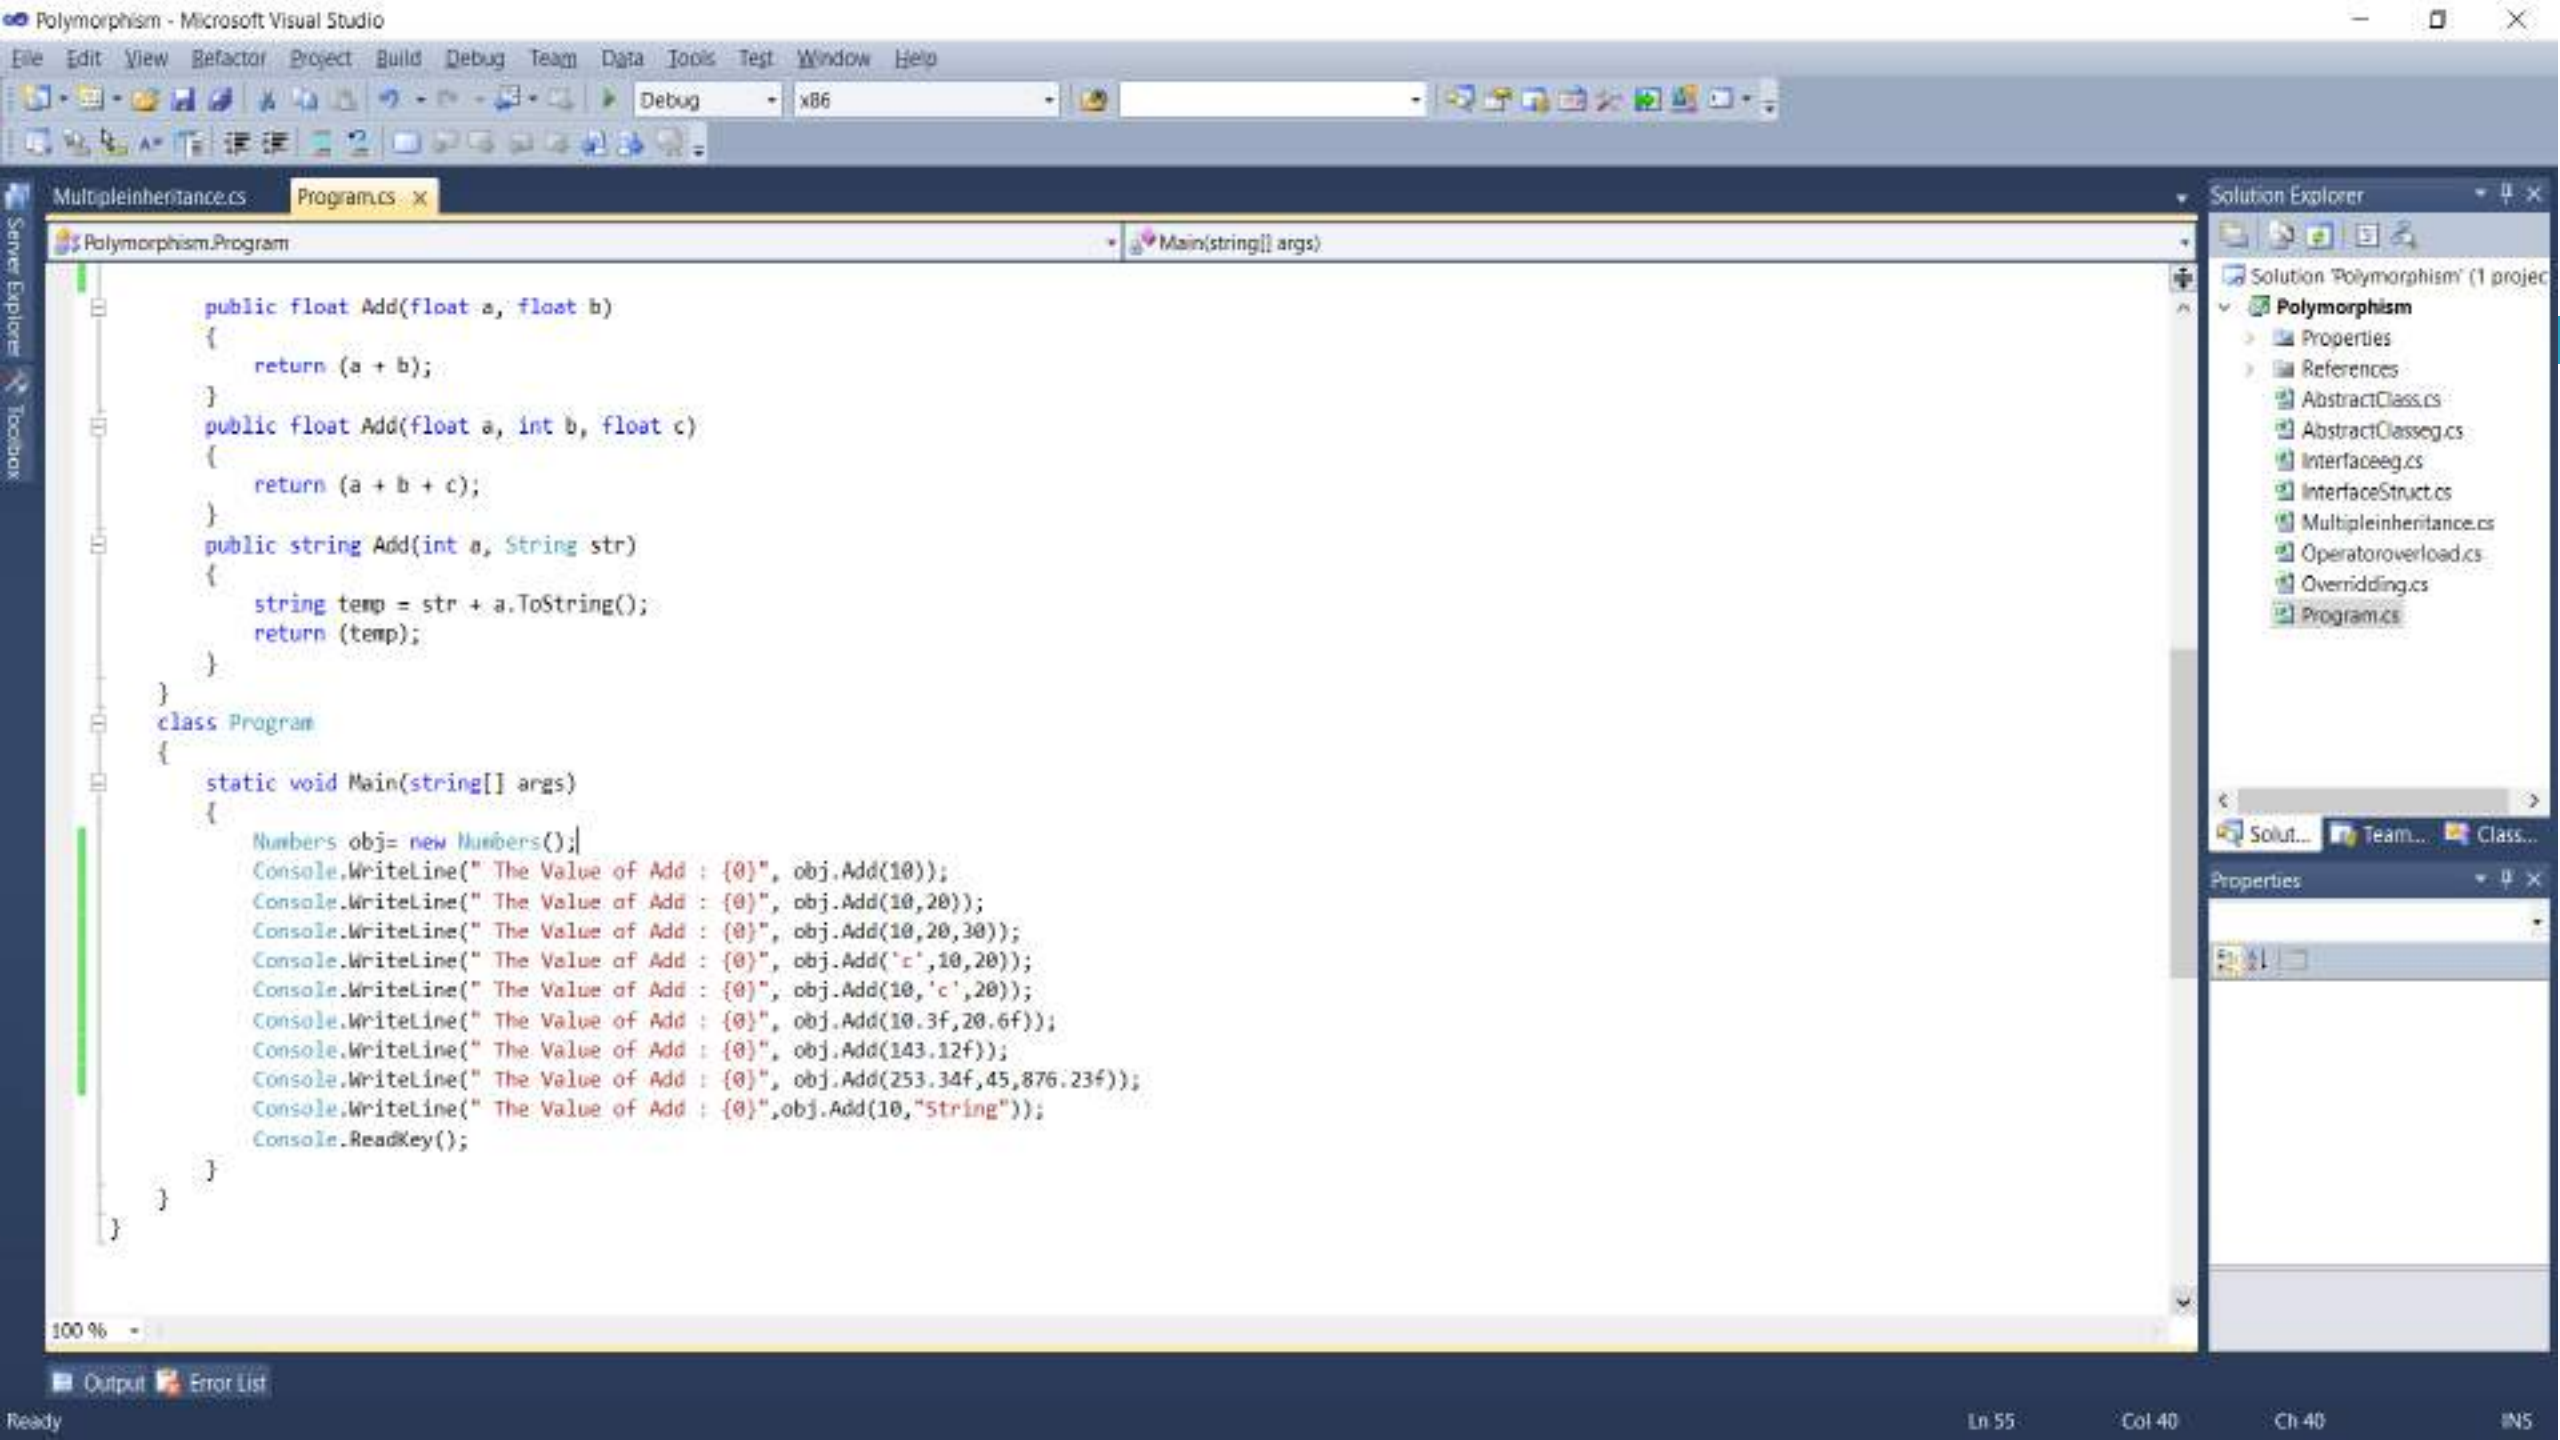 Polymorphism - Microsoft Visual Studio
File Edit View Refactor Project Build Debug Team Data Tools Test Window Help
Debug x86
Server Explorer
Toolbox
Multipleinheritance.cs Program.cs
Polymorphism.Program Main(string[] args)
public float Add(float a, float b)
{
return (a + b);
}
public float Add(float a, int b, float c)
{
return (a + b + c);
}
public string Add(int a, String str)
{
string temp = str + a.ToString();
return (temp);
}
}
class Program
{
static void Main(string[] args)
{
Numbers obj= new Numbers();
Console.WriteLine(" The Value of Add : {0}", obj.Add(10));
Console.WriteLine(" The Value of Add : {0}", obj.Add(10,20));
Console.WriteLine(" The Value of Add : {0}", obj.Add(10,20,30));
Console.WriteLine(" The Value of Add : {0}", obj.Add('c',10,20));
Console.WriteLine(" The Value of Add : {0}", obj.Add(10,'c',20));
Console.WriteLine(" The Value of Add : {0}", obj.Add(10.3f,20.6f));
Console.WriteLine(" The Value of Add : {0}", obj.Add(143.12f));
Console.WriteLine(" The Value of Add : {0}", obj.Add(253.34f,45,876.23f));
Console.WriteLine(" The Value of Add : {0}",obj.Add(10,"String"));
Console.ReadKey();
}
}
}
100 %
Solution Explorer
Solution 'Polymorphism' (1 projec
Polymorphism
Properties
References
AbstractClass.cs
AbstractClasseg.cs
Interfaceeg.cs
InterfaceStruct.cs
Multipleinheritance.cs
Operatoroverload.cs
Overridding.cs
Program.cs
Solut... Team... Class...
Properties
Output Error List
Ready Ln 55 Col 40 Ch 40 INS